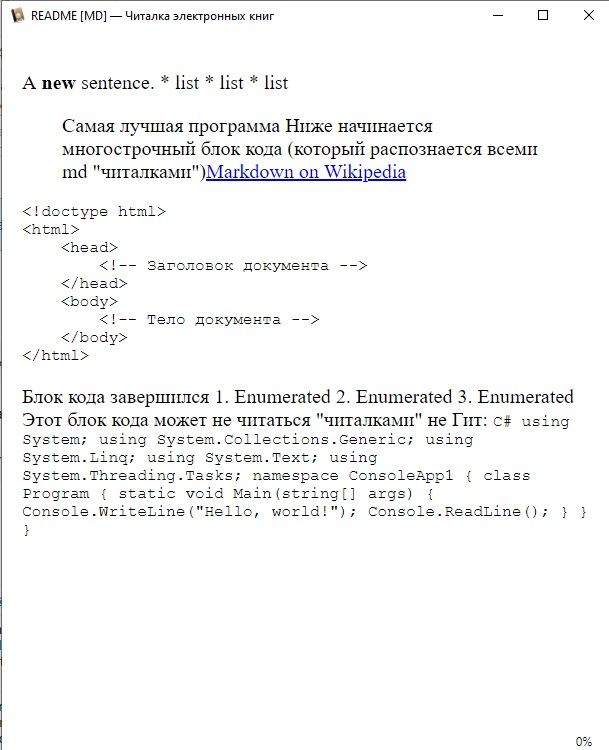 README [MD] — Читалка электронных книг
A new sentence. * list * list * list
Самая лучшая программа Ниже начинается
многострочный блок кода (который распознается всеми
md "читалками")Markdown on Wikipedia
<!doctype html>
<html>
    <head>
        <!-- Заголовок документа -->
    </head>
    <body>
        <!-- Тело документа -->
    </body>
</html>
Блок кода завершился 1. Enumerated 2. Enumerated 3. Enumerated
Этот блок кода может не читаться "читалками" не Гит: C# using
System; using System.Collections.Generic; using
System.Linq; using System.Text; using
System.Threading.Tasks; namespace ConsoleApp1 { class
Program { static void Main(string[] args) {
Console.WriteLine("Hello, world!"); Console.ReadLine(); } }
}
0%